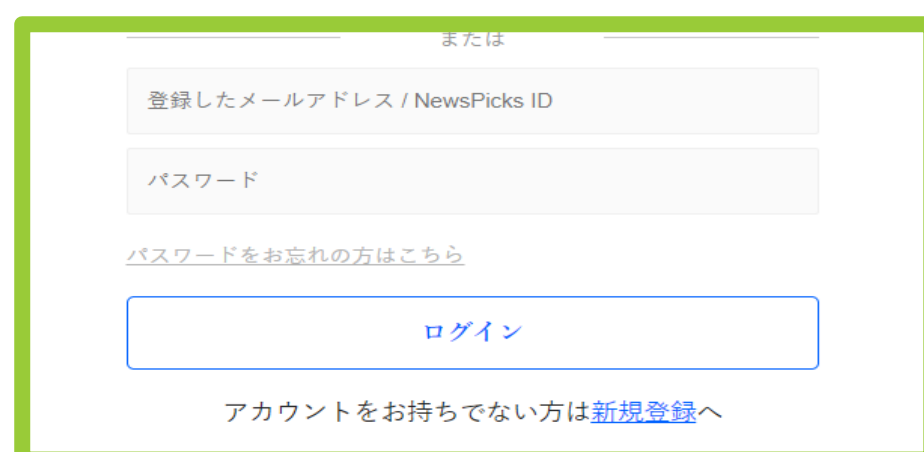 または
登録したメールアドレス / NewsPicks ID
パスワード
パスワードをお忘れの方はこちら
ログイン
アカウントをお持ちでない方は新規登録へ